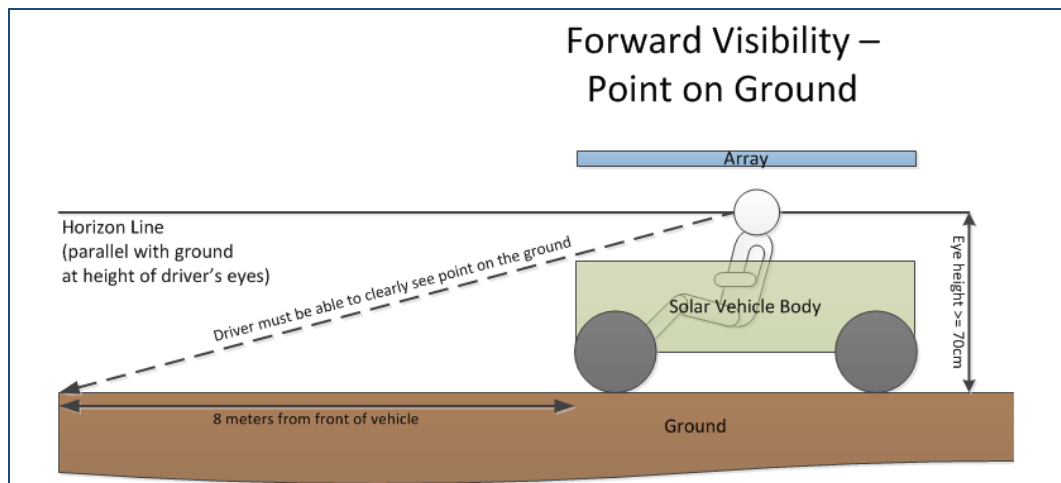 Forward Visibility –
Point on Ground
Array
Horizon Line
(parallel with ground
at height of driver's eyes)
Driver must be able to clearly see point on the ground
Solar Vehicle Body
Eye height >= 70cm
8 meters from front of vehicle
Ground